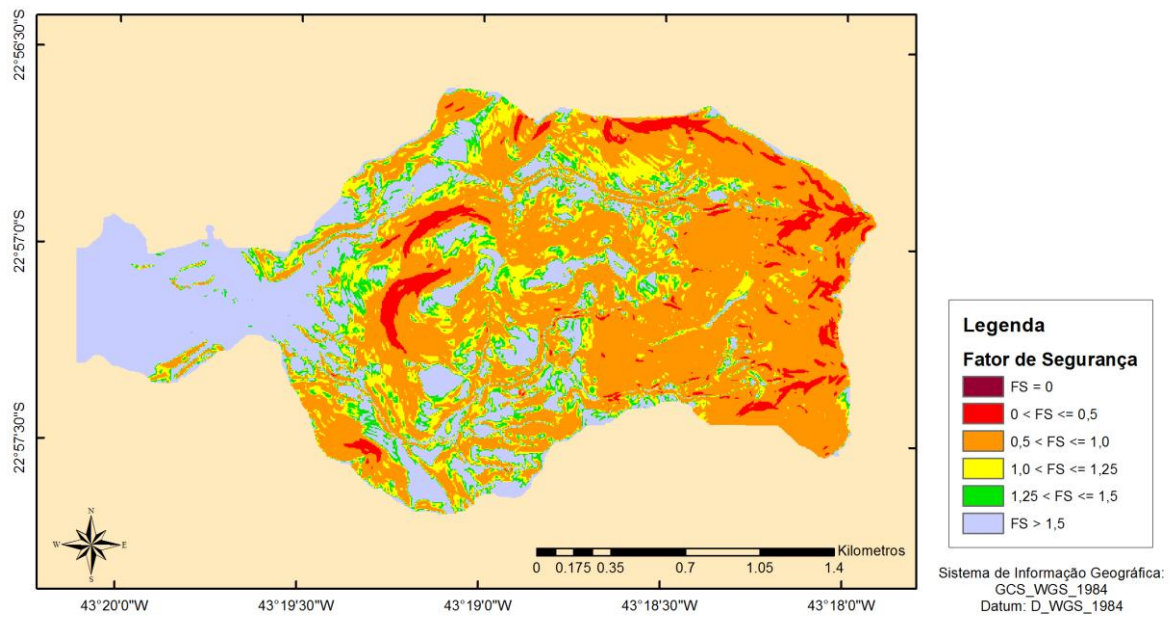 22°56'30"S
22°57'0"S
22°57'30"S
N
W E
S
Kilometros
0 0.175 0.35 0.7 1.05 1.4
43°20'0"W 43°19'30"W 43°19'0"W 43°18'30"W 43°18'0"W
Legenda
Fator de Segurança
FS = 0
0 < FS <= 0,5
0,5 < FS <= 1,0
1,0 < FS <= 1,25
1,25 < FS <= 1,5
FS > 1,5
Sistema de Informação Geográfica:
GCS_WGS_1984
Datum: D_WGS_1984